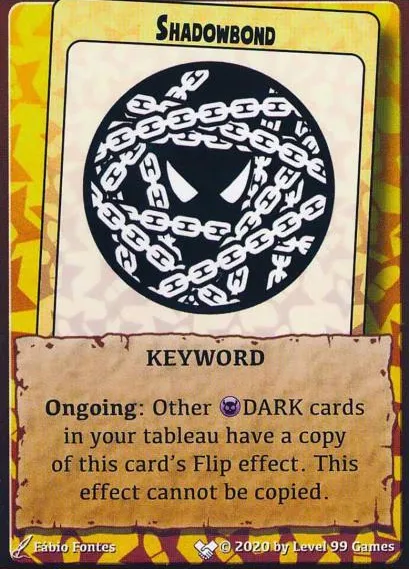 SHADOWBOND
KEYWORD
Ongoing: Other DARK cards
in your tableau have a copy
of this card's Flip effect. This
effect cannot be copied.
Fábio Fontes © 2020 by Level 99 Games